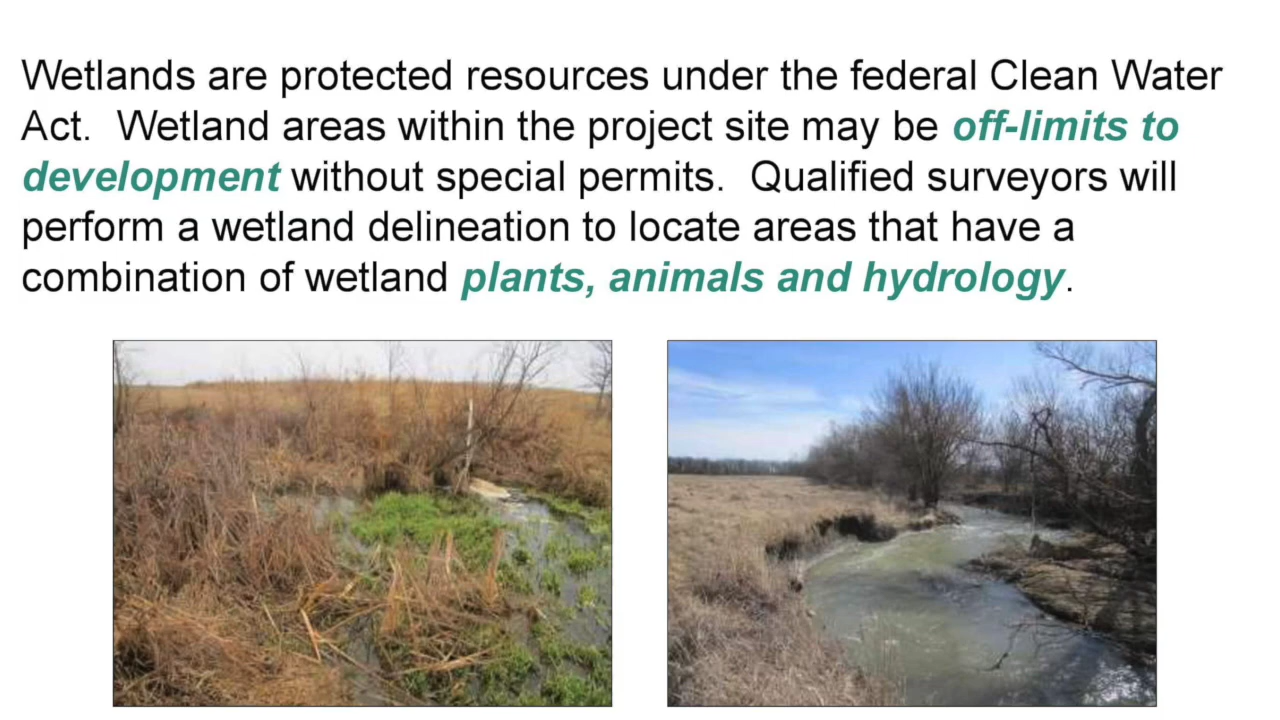 Wetlands are protected resources under the federal Clean Water
Act.  Wetland areas within the project site may be off-limits to
development without special permits.  Qualified surveyors will
perform a wetland delineation to locate areas that have a
combination of wetland plants, animals and hydrology.